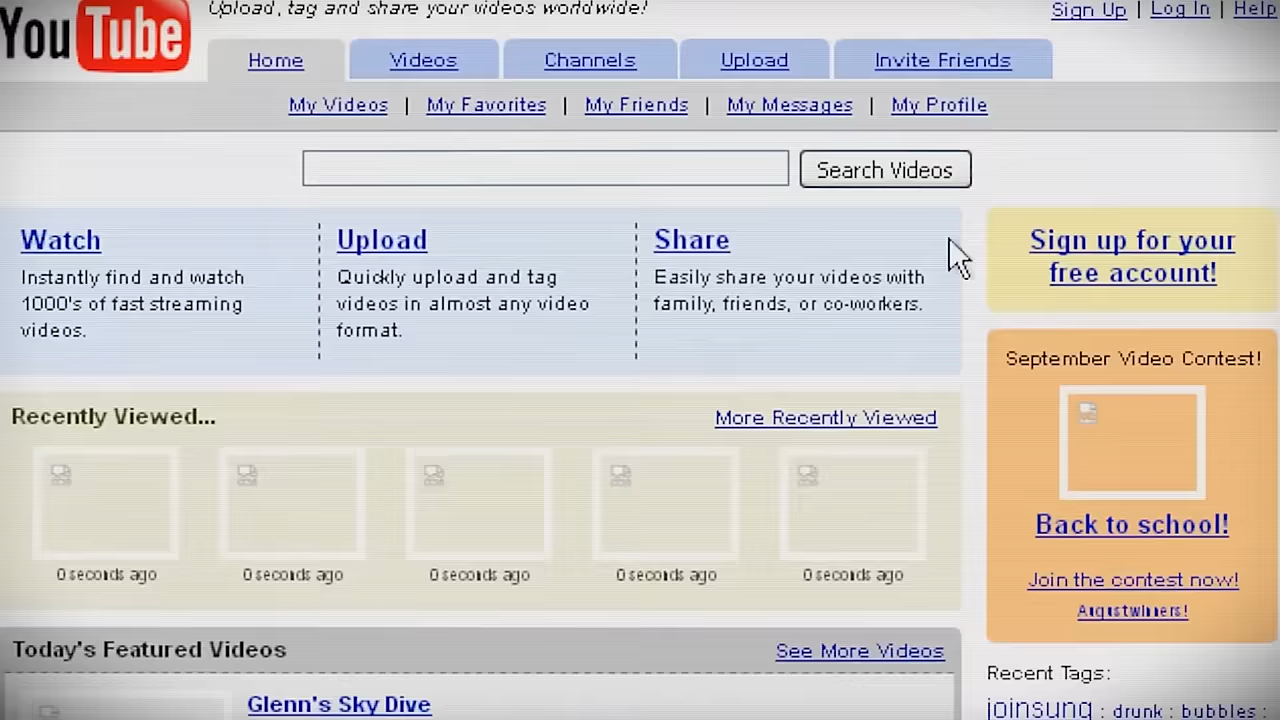 YouTube
Upload, tag and share your videos worldwide!
Sign Up | Log In | Help
Home
Videos
Channels
Upload
Invite Friends
My Videos | My Favorites | My Friends | My Messages | My Profile
Search Videos
Watch
Instantly find and watch
1000's of fast streaming
videos.
Upload
Quickly upload and tag
videos in almost any video
format.
Share
Easily share your videos with
family, friends, or co-workers.
Sign up for your
free account!
September Video Contest!
Back to school!
Join the contest now!
August winners!
Recently Viewed...
More Recently Viewed
0 seconds ago
0 seconds ago
0 seconds ago
0 seconds ago
0 seconds ago
Today's Featured Videos
See More Videos
Glenn's Sky Dive
Recent Tags:
joinsung : drunk : bubbles :